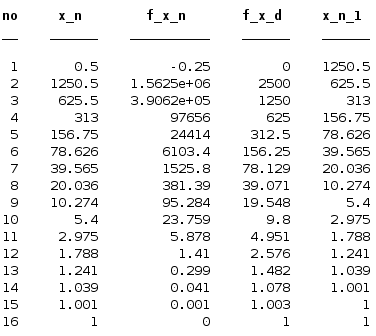 no x_n f_x_n f_x_d x_n_1
1 0.5 -0.25 0 1250.5
2 1250.5 1.5625e+06 2500 625.5
3 625.5 3.9062e+05 1250 313
4 313 97656 625 156.75
5 156.75 24414 312.5 78.626
6 78.626 6103.4 156.25 39.565
7 39.565 1525.8 78.129 20.036
8 20.036 381.39 39.071 10.274
9 10.274 95.284 19.548 5.4
10 5.4 23.759 9.8 2.975
11 2.975 5.878 4.951 1.788
12 1.788 1.41 2.576 1.241
13 1.241 0.299 1.482 1.039
14 1.039 0.041 1.078 1.001
15 1.001 0.001 1.003 1
16 1 0 1 1